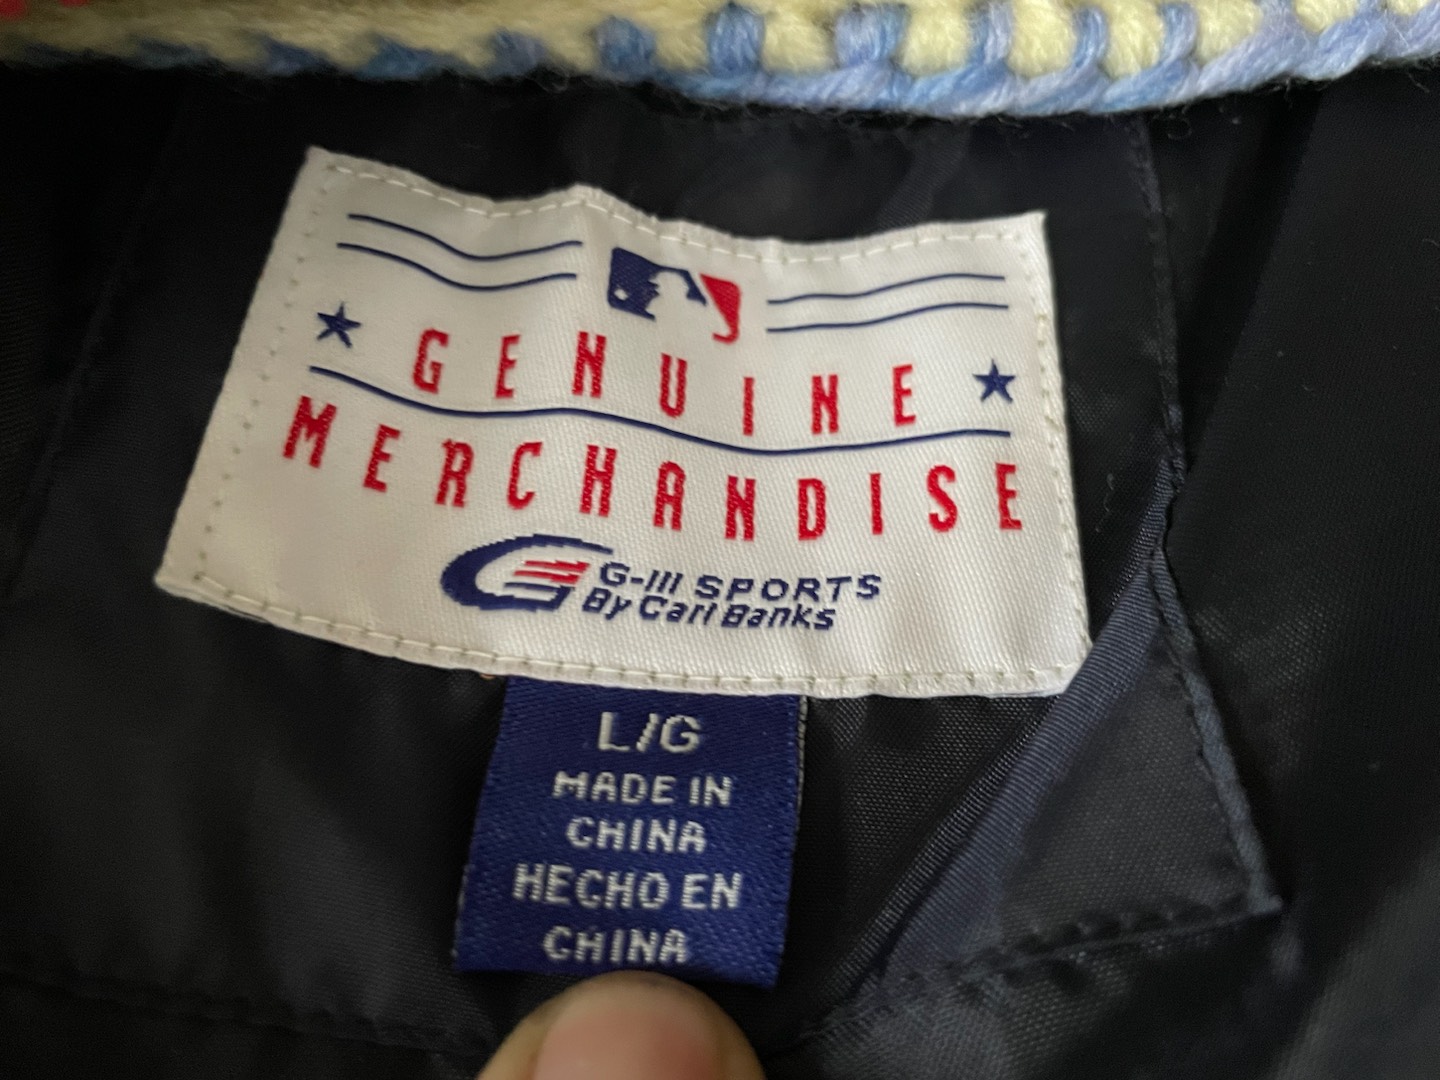 GENUINE
MERCHANDISE
G-III SPORTS
By Carl Banks
L/G
MADE IN
CHINA
HECHO EN
CHINA